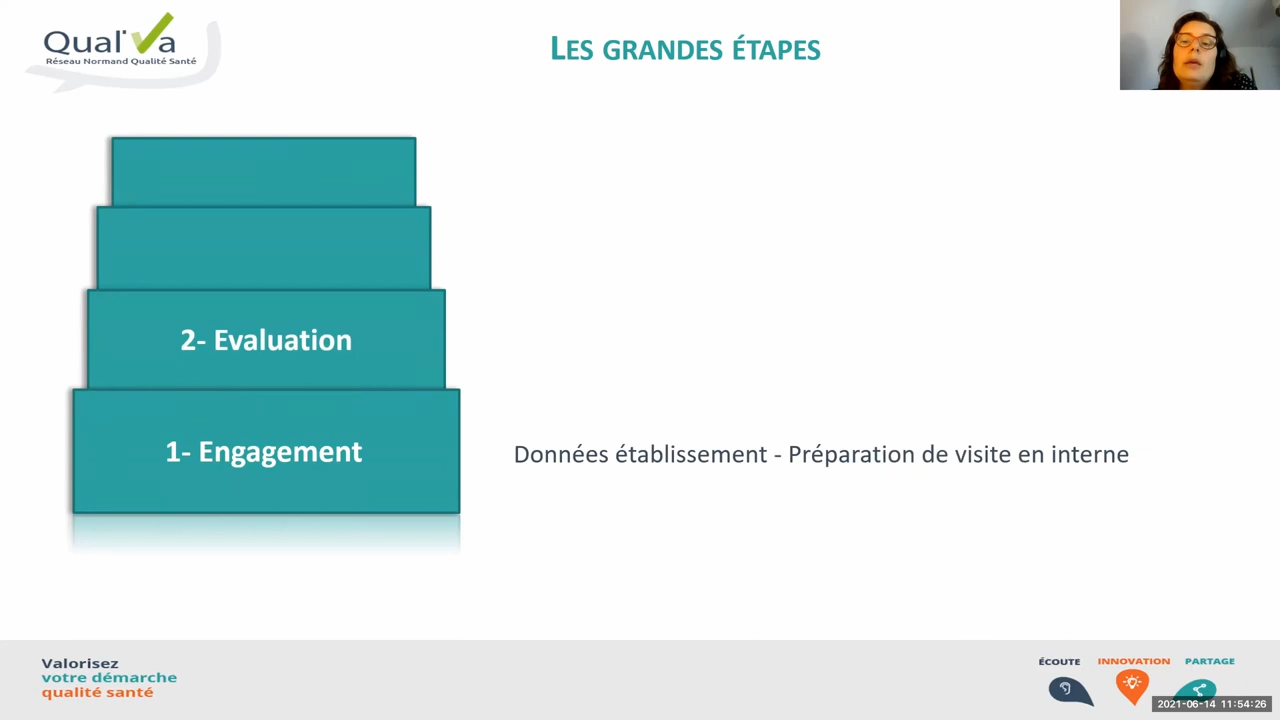 Qual'Va
Réseau Normand Qualité Santé
LES GRANDES ÉTAPES
2- Evaluation
1- Engagement
Données établissement - Préparation de visite en interne
Valorisez
votre démarche
qualité santé
ÉCOUTE
INNOVATION
PARTAGE
2021-06-14 11:54:26